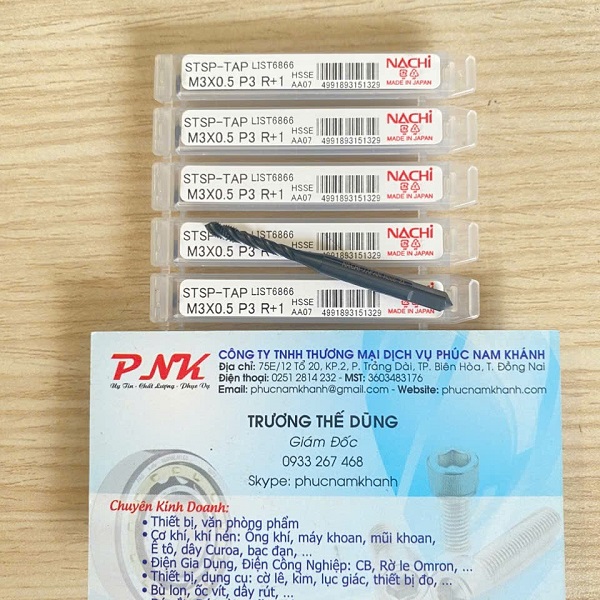 STSP-TAP LIST6866 NACHI
M3X0.5 P3 R+1 HSSE AA07 4991893151329 MADE IN JAPAN
STSP-TAP LIST6866 NACHI
M3X0.5 P3 R+1 HSSE AA07 4991893151329 MADE IN JAPAN
STSP-TAP LIST6866 NACHI
M3X0.5 P3 R+1 HSSE AA07 4991893151329 MADE IN JAPAN
STSP-TAP LIST6866 NACHI
M3X0.5 P3 R+1 HSSE AA07 4991893151329 MADE IN JAPAN
STSP-TAP LIST6866 NACHI
M3X0.5 P3 R+1 HSSE AA07 4991893151329 MADE IN JAPAN
PNK
Uy Tín - Chất Lượng - Phục Vụ
CÔNG TY TNHH THƯƠNG MẠI DỊCH VỤ PHÚC NAM KHÁNH
Địa chỉ: 75E/12 Tổ 20, KP.2, P. Trảng Dài, TP. Biên Hòa, T. Đồng Nai
Điện thoại: 0251 2814 232 - MST: 3603483176
Email: phucnamkhanh@gmail.com - Website: phucnamkhanh.com
TRƯƠNG THẾ DŨNG
Giám Đốc
0933 267 468
Skype: phucnamkhanh
Chuyên Kinh Doanh:
• Thiết bị, văn phòng phẩm
• Cơ khí, khí nén: Ống khí, máy khoan, mũi khoan,
Ê tô, dây Curoa, bạc đạn, ...
• Điện Gia Dụng, Điện Công Nghiệp: CB, Rờ le Omron, ...
• Thiết bị, dụng cụ: cờ lê, kìm, lục giác, thiết bị đo, ...
• Bù lon, ốc vít, dây rút, ...